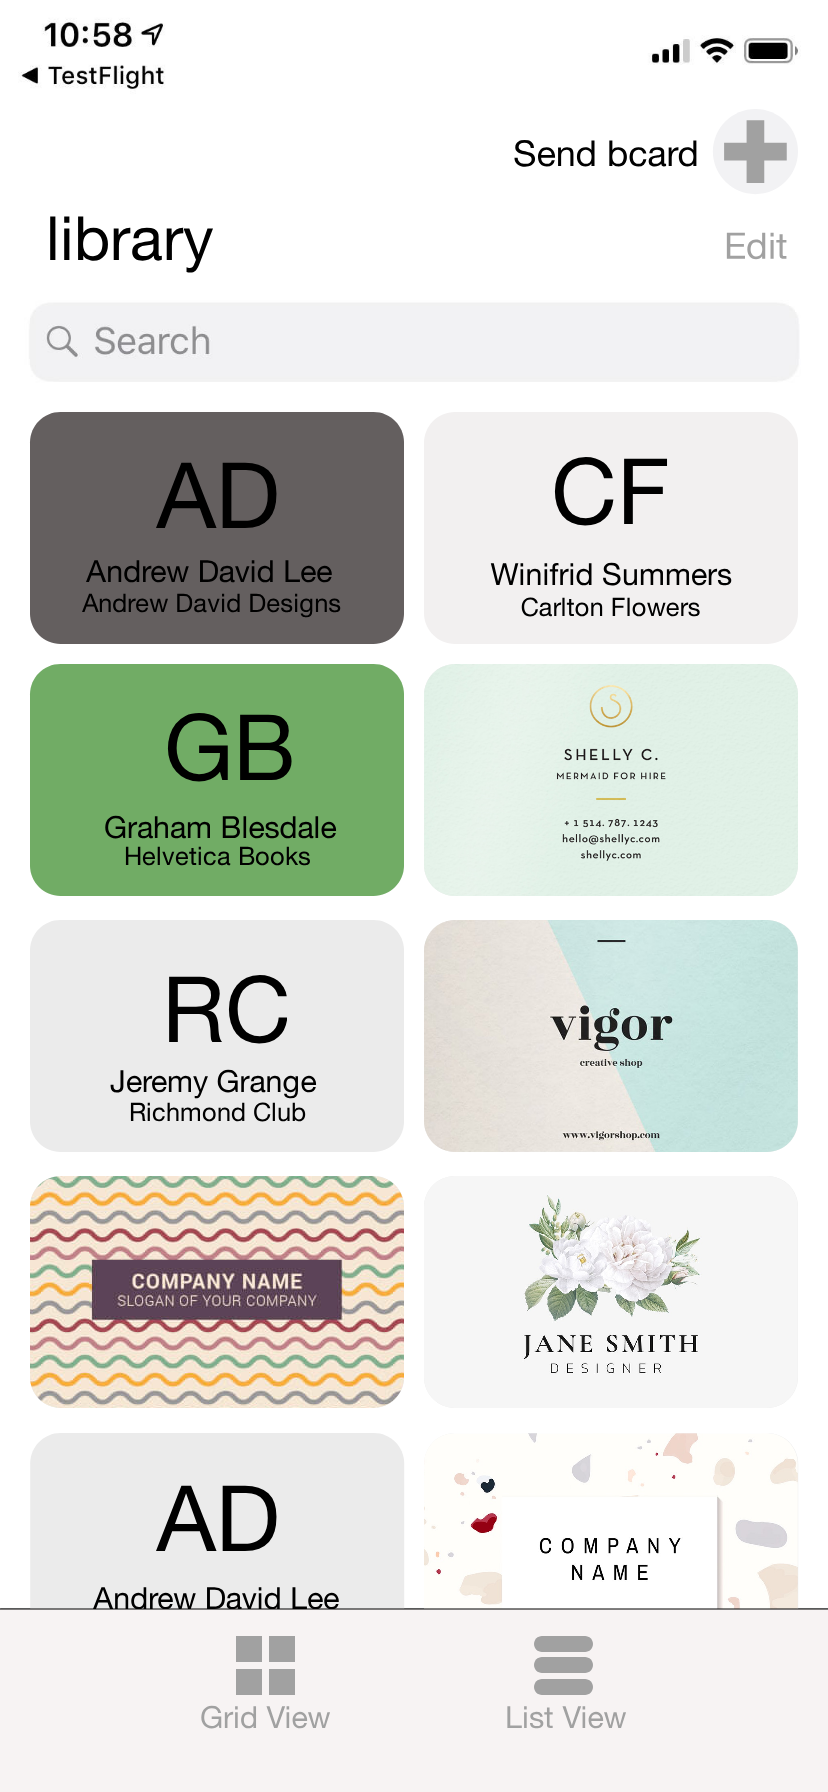 10:58
◀ TestFlight
Send bcard
library
Edit
Search
AD
Andrew David Lee
Andrew David Designs
CF
Winifrid Summers
Carlton Flowers
GB
Graham Blesdale
Helvetica Books
S
SHELLY C.
MERMAID FOR HIRE
+ 1 514. 787. 1243
hello@shellyc.com
shellyc.com
RC
Jeremy Grange
Richmond Club
vigor
creative shop
www.vigorshop.com
COMPANY NAME
SLOGAN OF YOUR COMPANY
JANE SMITH
DESIGNER
AD
Andrew David Lee
COMPANY
NAME
Grid View
List View